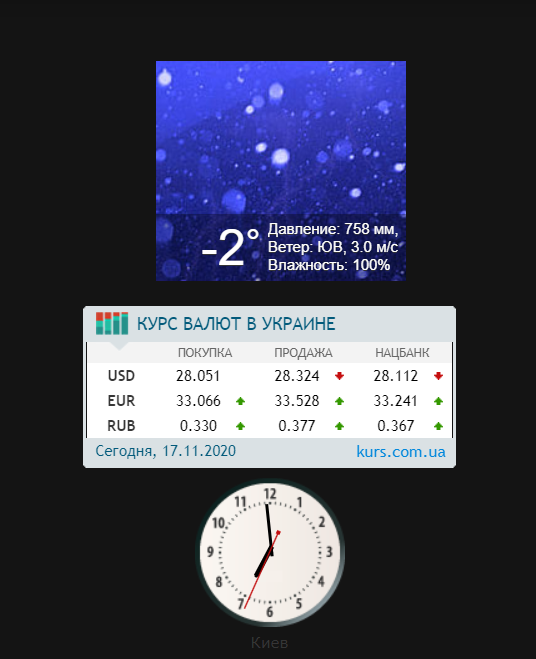 -2°
Давление: 758 мм,
Ветер: ЮВ, 3.0 м/с
Влажность: 100%
КУРС ВАЛЮТ В УКРАИНЕ
ПОКУПКА ПРОДАЖА НАЦБАНК
USD 28.051 28.324 28.112
EUR 33.066 33.528 33.241
RUB 0.330 0.377 0.367
Сегодня, 17.11.2020 kurs.com.ua
12
1
2
3
4
5
6
7
8
9
10
11
Киев